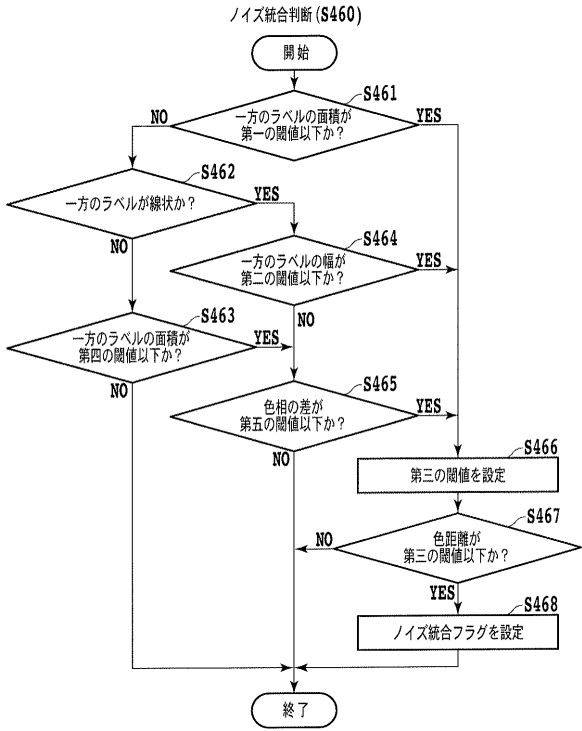 ノイズ統合判断(S460)
開始
S461
一方のラベルの面積が
第一の閾値以下か?
NO
YES
S462
一方のラベルが線状か?
YES
NO
S464
一方のラベルの幅が
第二の閾値以下か?
YES
NO
S463
一方のラベルの面積が
第四の閾値以下か?
YES
NO
S465
色相の差が
第五の閾値以下か?
YES
NO
S466
第三の閾値を設定
S467
色距離が
第三の閾値以下か?
NO
YES
S468
ノイズ統合フラグを設定
終了